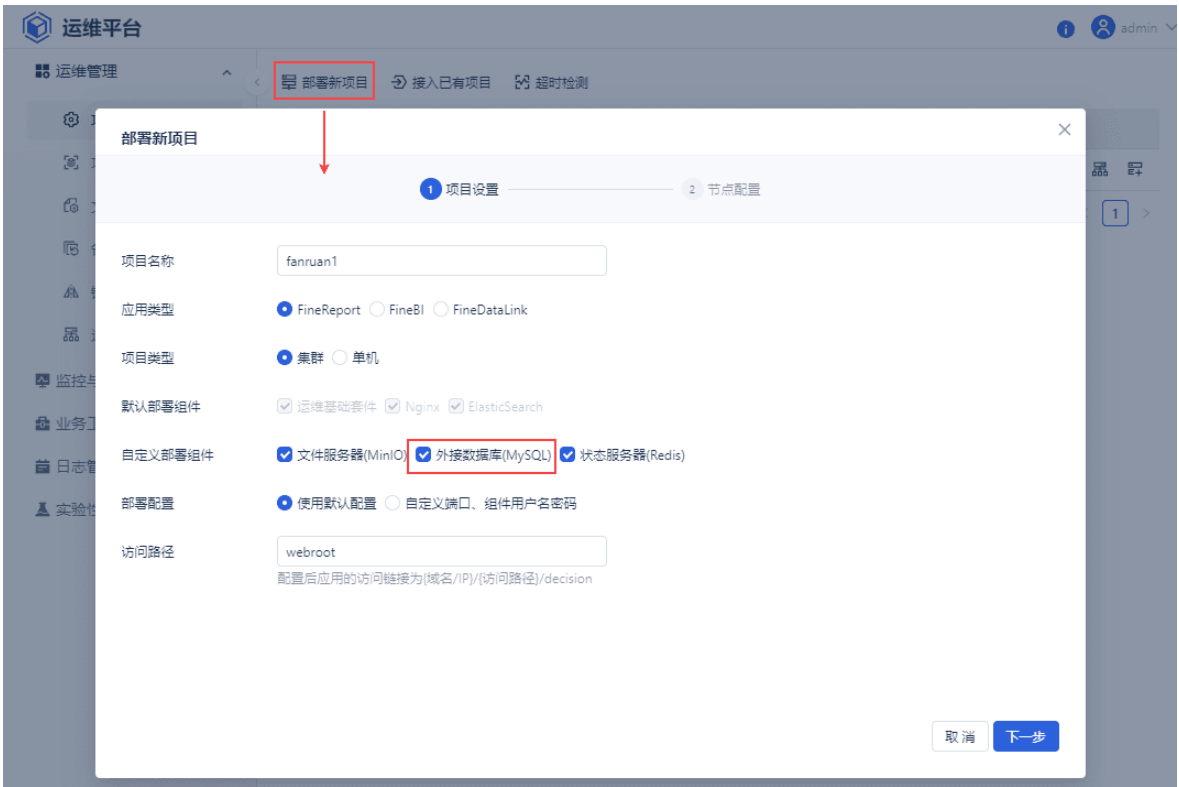 运维平台
admin
运维管理
部署新项目 接入已有项目 超时检测
部署新项目
1 项目设置 2 节点配置
1
项目名称 fanruan1
应用类型 FineReport FineBI FineDataLink
项目类型 集群 单机
监控与
默认部署组件 运维基础套件 Nginx ElasticSearch
业务工
自定义部署组件 文件服务器(MinIO) 外接数据库(MySQL) 状态服务器(Redis)
日志管
部署配置 使用默认配置 自定义端口、组件用户名密码
实验性
访问路径 webroot
配置后应用的访问链接为{域名/IP}/{访问路径}/decision
取消 下一步